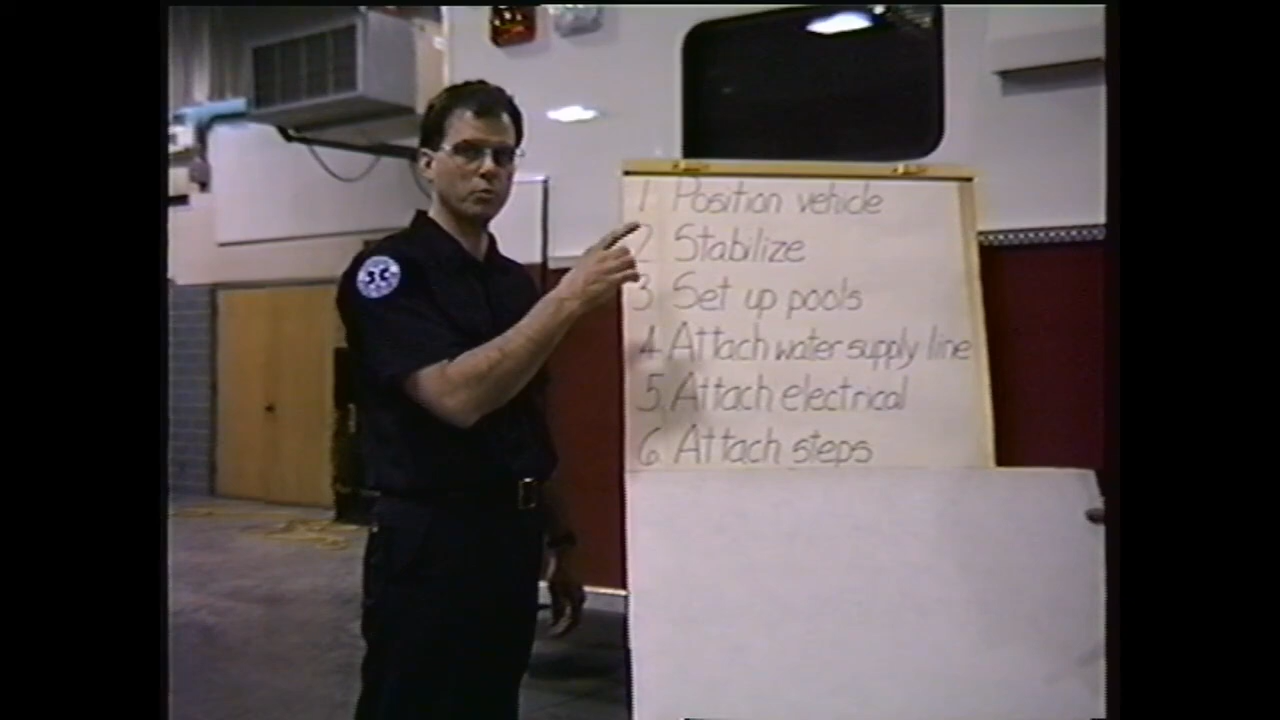 1 Position vehicle
2 Stabilize
3 Set up pools
4 Attach water supply line
5. Attach electrical
6 Attach steps